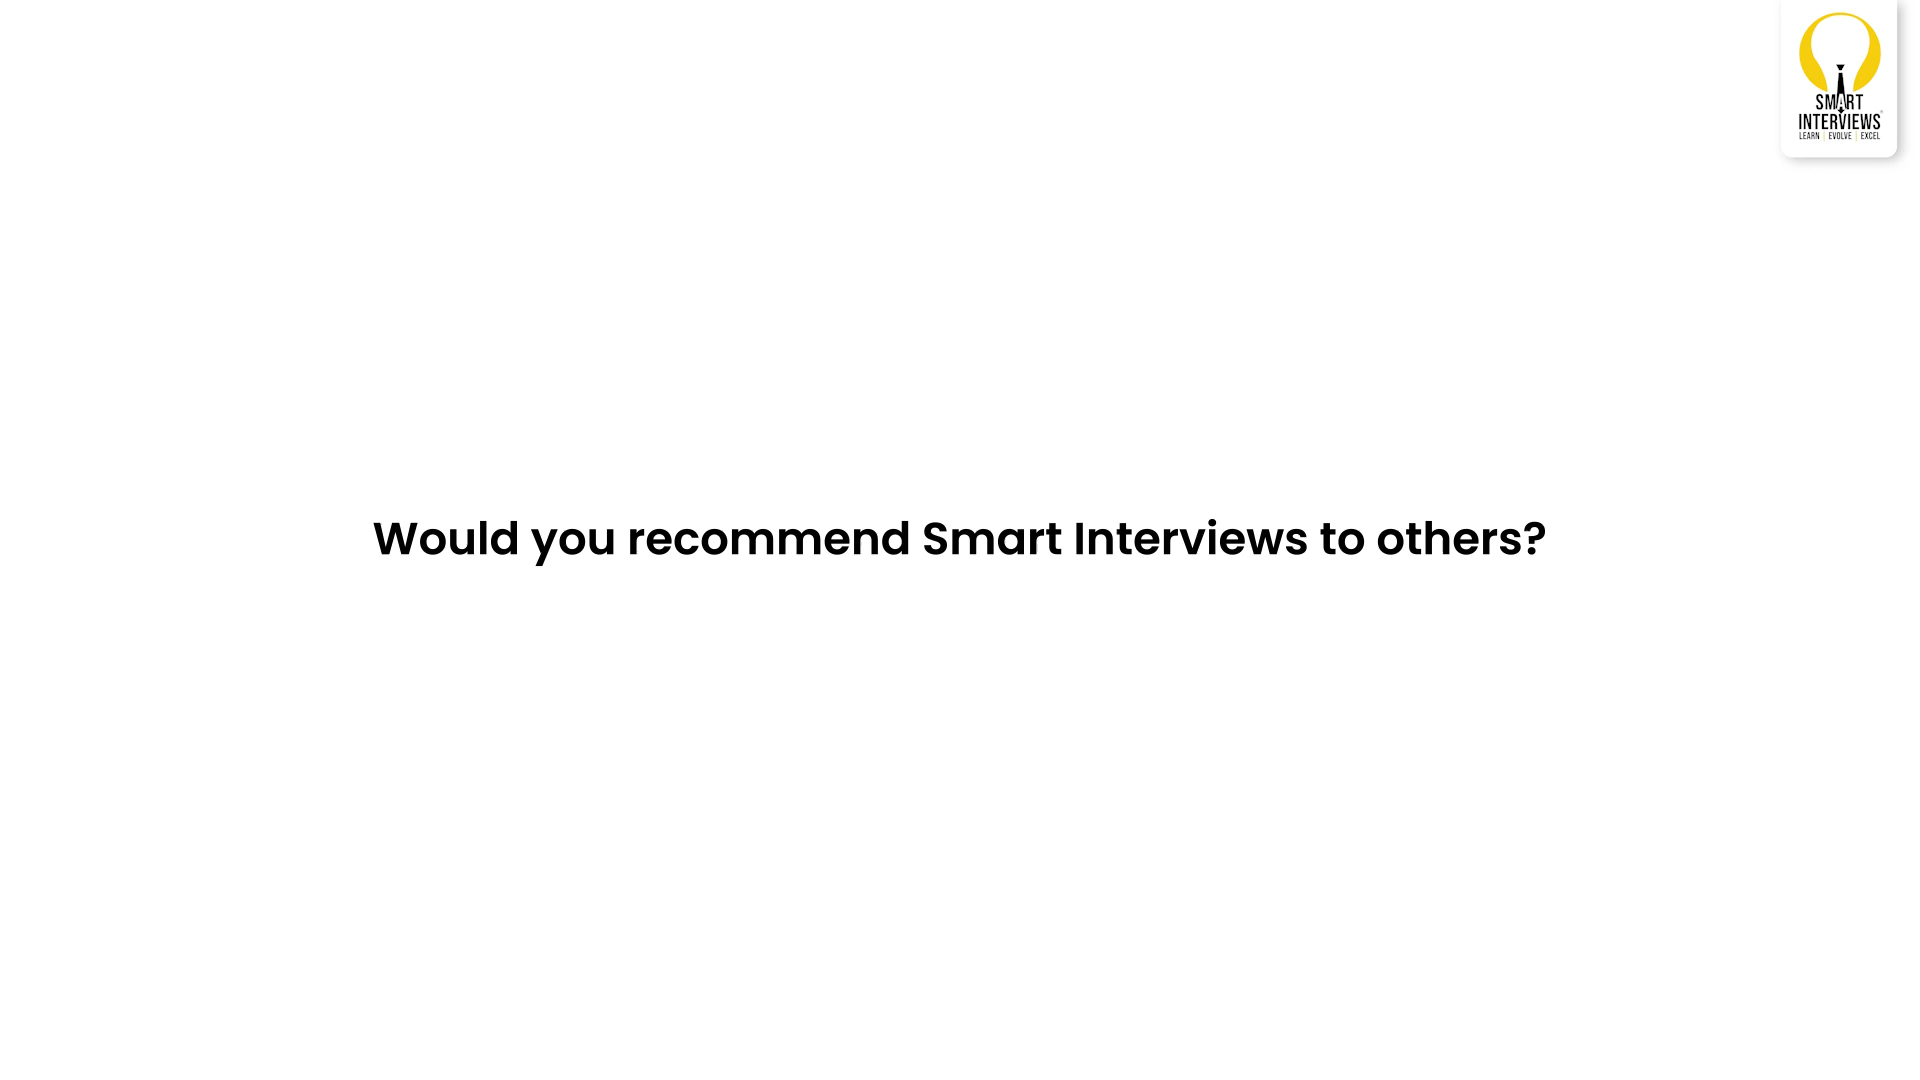 SMART
INTERVIEWS
LEARN | EVOLVE | EXCEL
Would you recommend Smart Interviews to others?